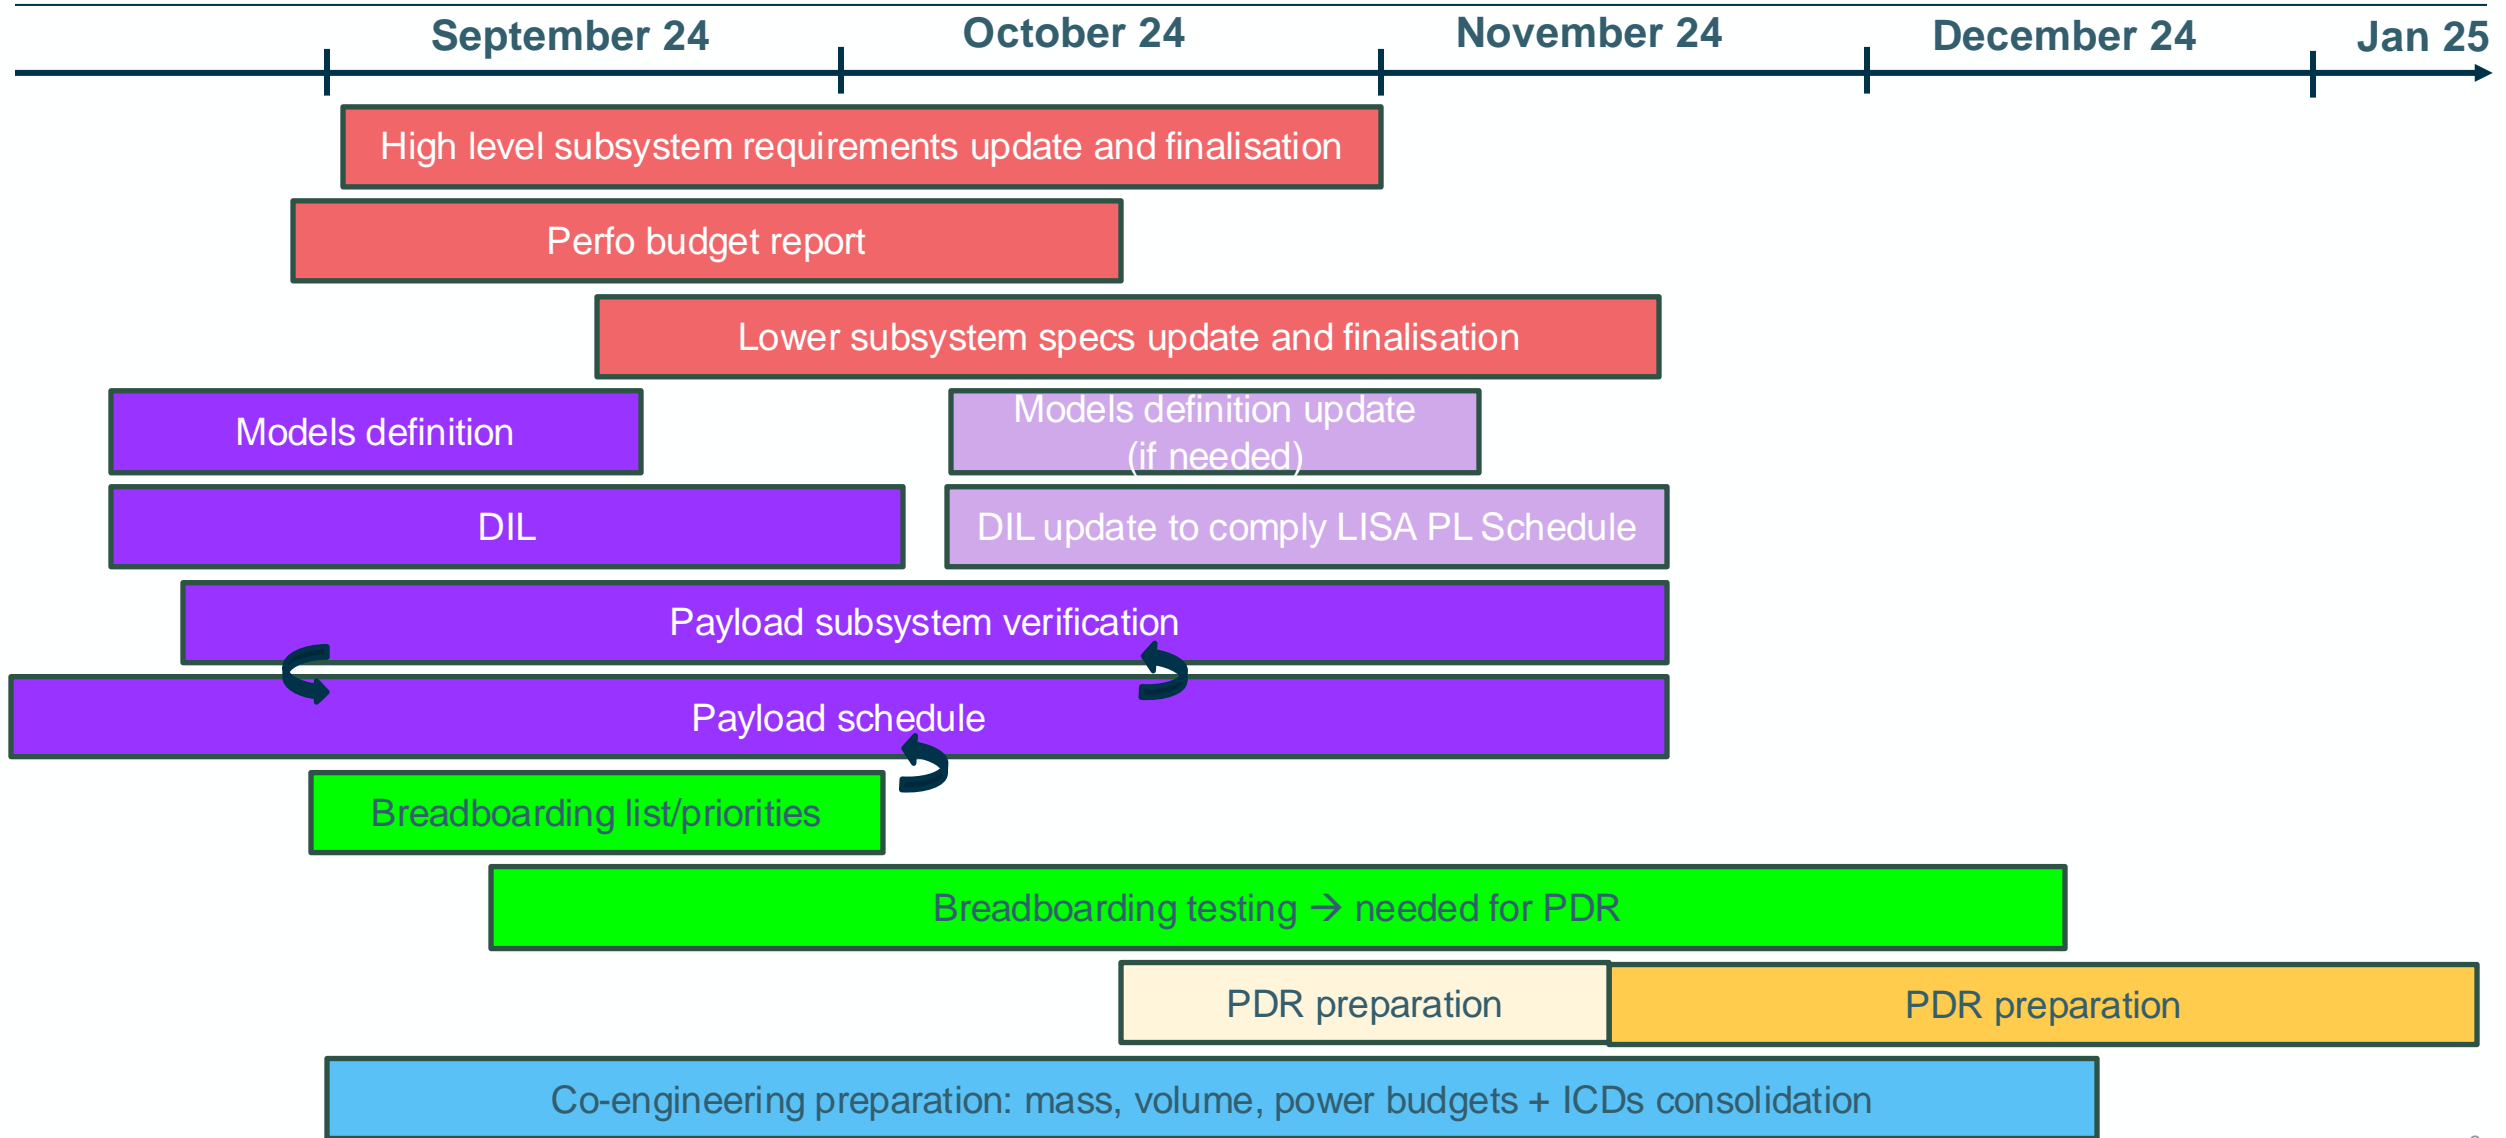 September 24
October 24
November 24
December 24
Jan 25
High level subsystem requirements update and finalisation
Perfo budget report
Lower subsystem specs update and finalisation
Models definition
Models definition update
(if needed)
DIL
DIL update to comply LISA PL Schedule
Payload subsystem verification
Payload schedule
Breadboarding list/priorities
Breadboarding testing → needed for PDR
PDR preparation
PDR preparation
Co-engineering preparation: mass, volume, power budgets + ICDs consolidation